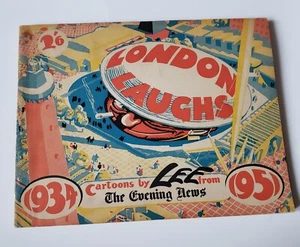 2'6
LONDON
LAUGHS
1934
Cartoons by LEE from
The Evening News
1951